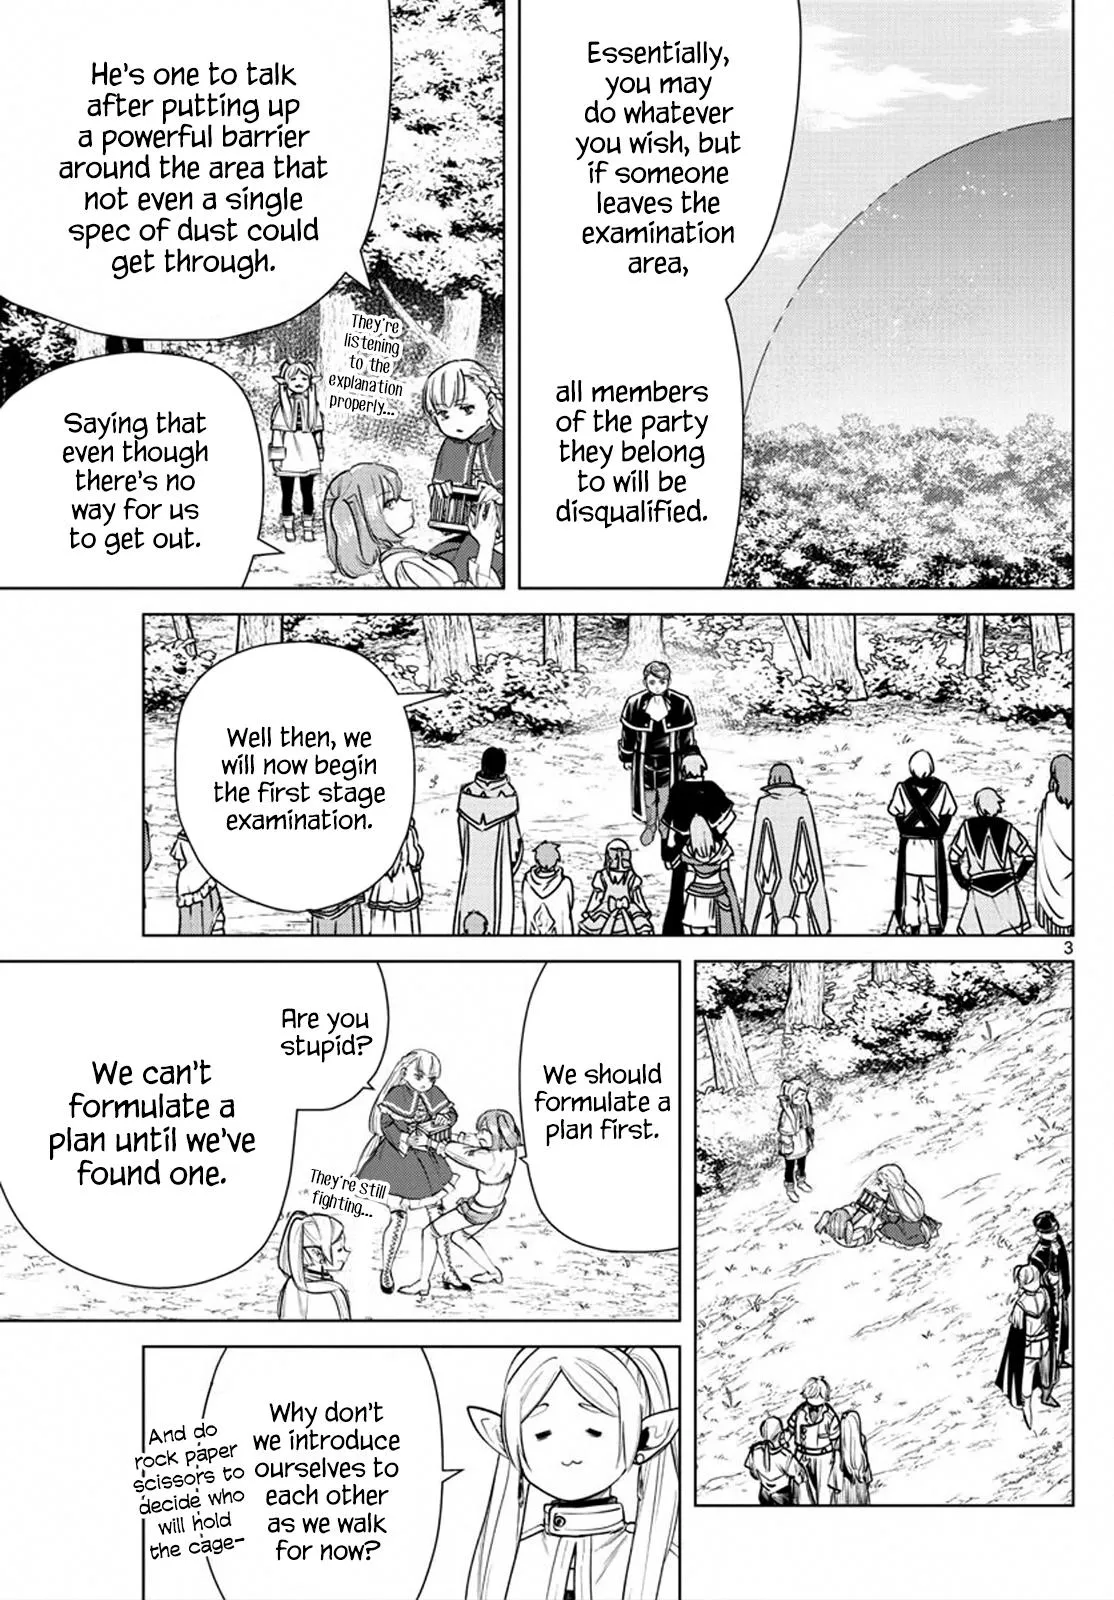 Essentially,
you may
do whatever
you wish, but
if someone
leaves the
examination
area,
all members
of the party
they belong
to will be
disqualified.
He's one to talk
after putting up
a powerful barrier
around the area that
not even a single
spec of dust could
get through.
They're
listening
to the
explanation
properly...
Saying that
even though
there's no
way for us
to get out.
Well then, we
will now begin
the first stage
examination.
3
We should
formulate a
plan first.
Are you
stupid?
We can't
formulate a
plan until we've
found one.
They're still
fighting...
Why don't
we introduce
ourselves to
each other
as we walk
for now?
And do
rock paper
scissors to
decide who
will hold
the cage-